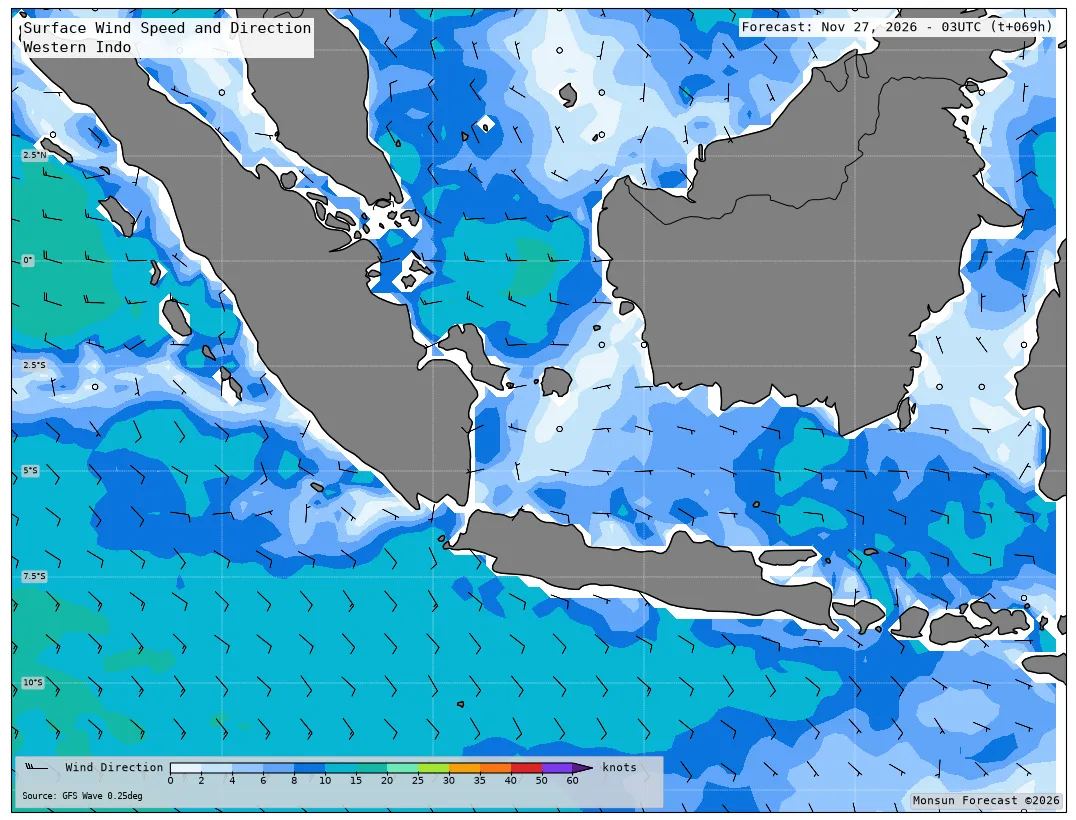 Surface Wind Speed and Direction
Western Indo
Forecast: Nov 27, 2026 - 03UTC (t+069h)
2.5°N
0°
2.5°S
5°S
7.5°S
10°S
Wind Direction
0 2 4 6 8 10 15 20 25 30 35 40 50 60
knots
Source: GFS Wave 0.25deg
Monsun Forecast ©2026